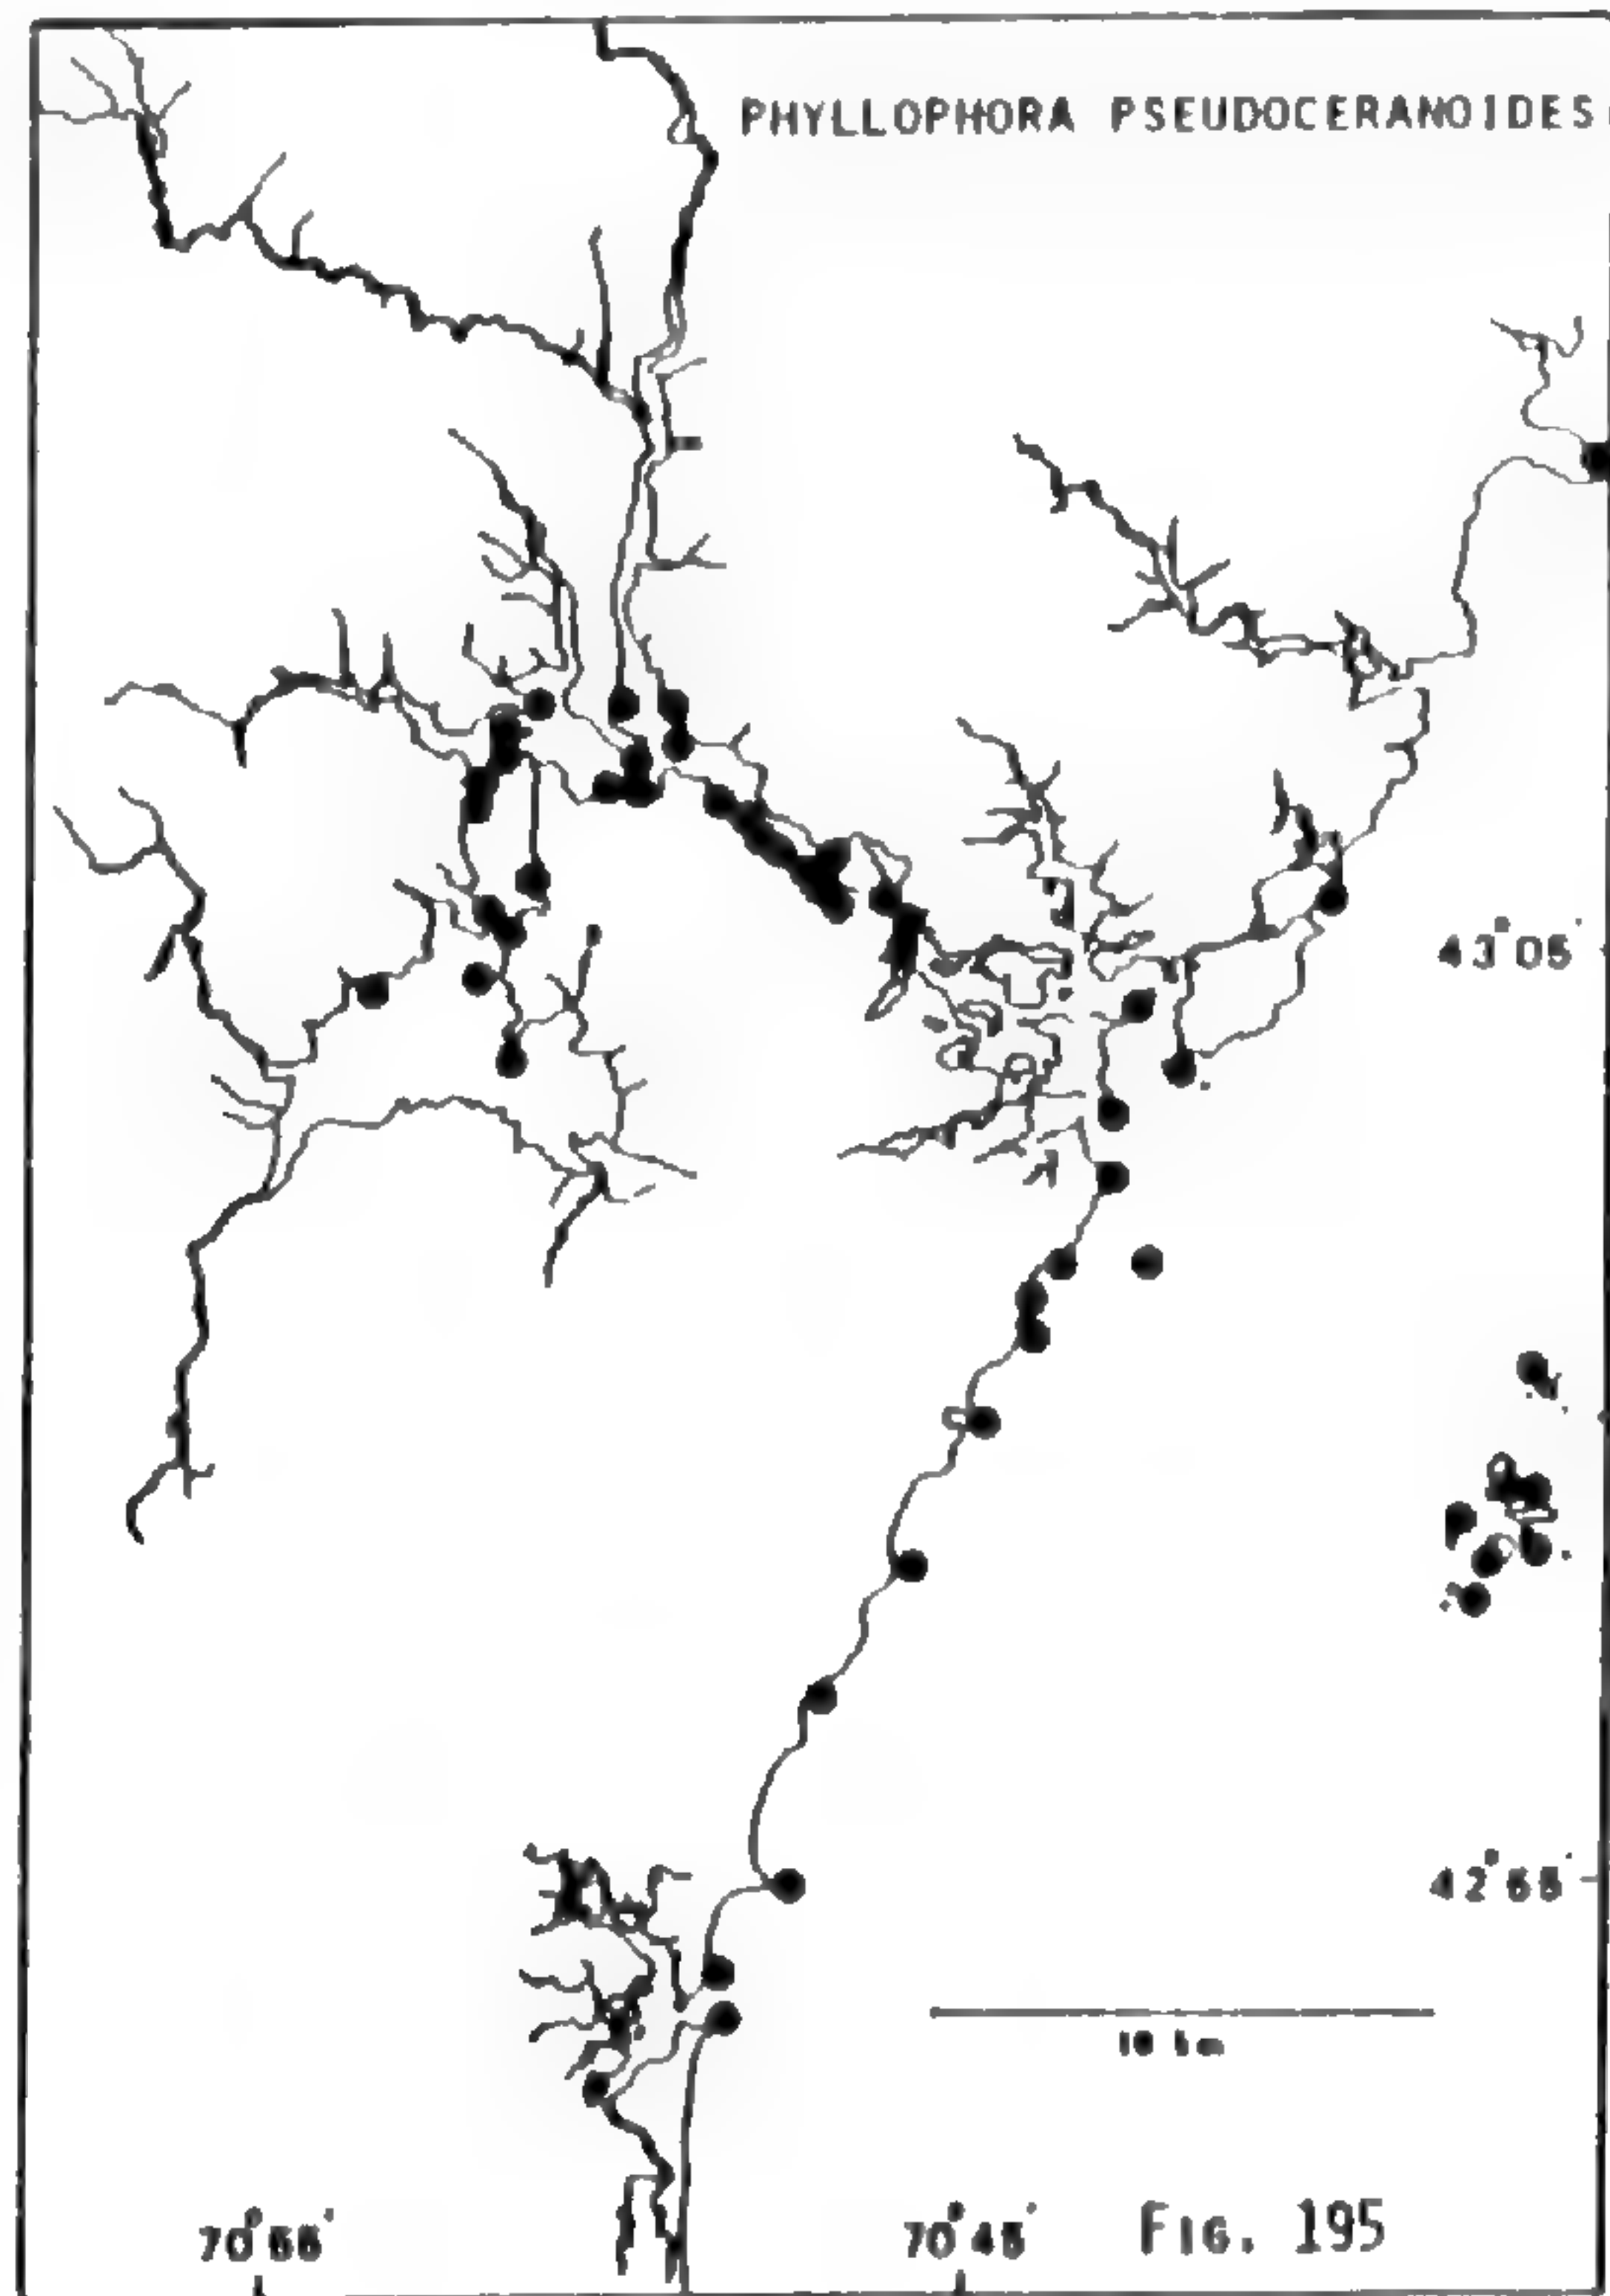 PHYLLOPHORA PSEUDOCERANOIDES
43°05'
42°55'
10 km
70°55'
70°45'
FIG. 195